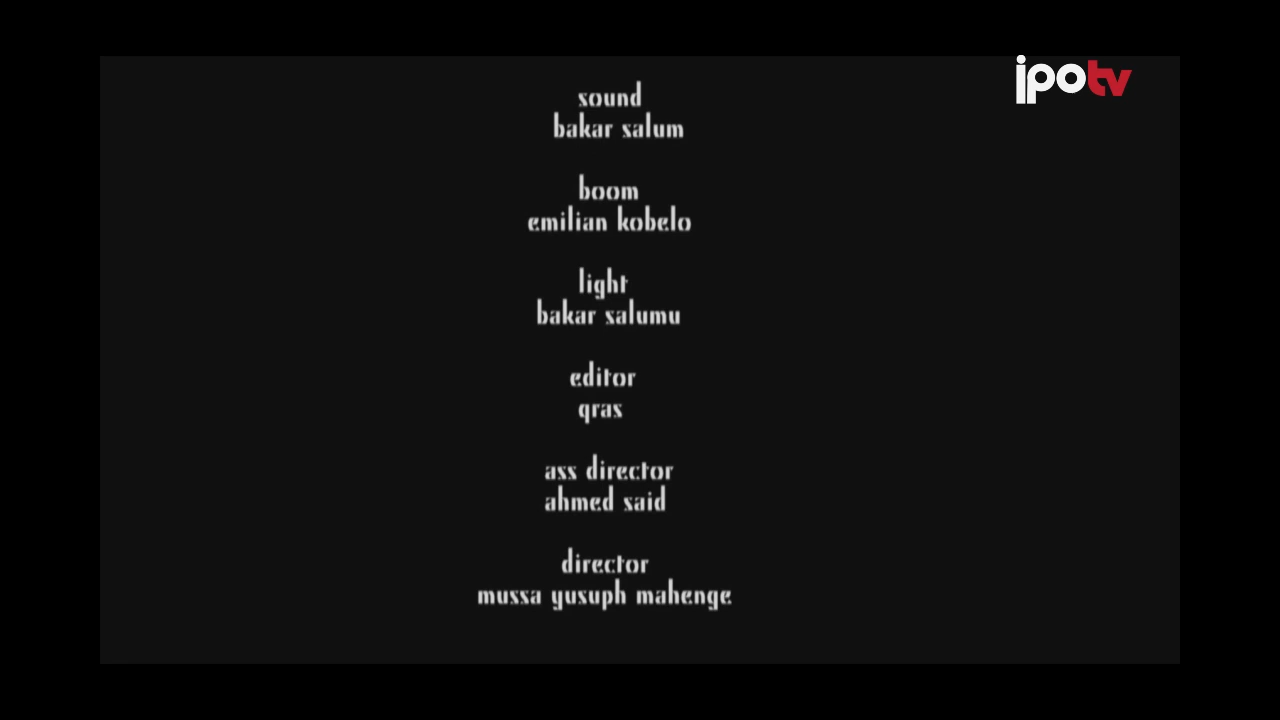 ipotv
sound
bakar salum
boom
emilian kobelo
light
bakar salumu
editor
qras
ass director
ahmed said
director
mussa yusuph mahenge